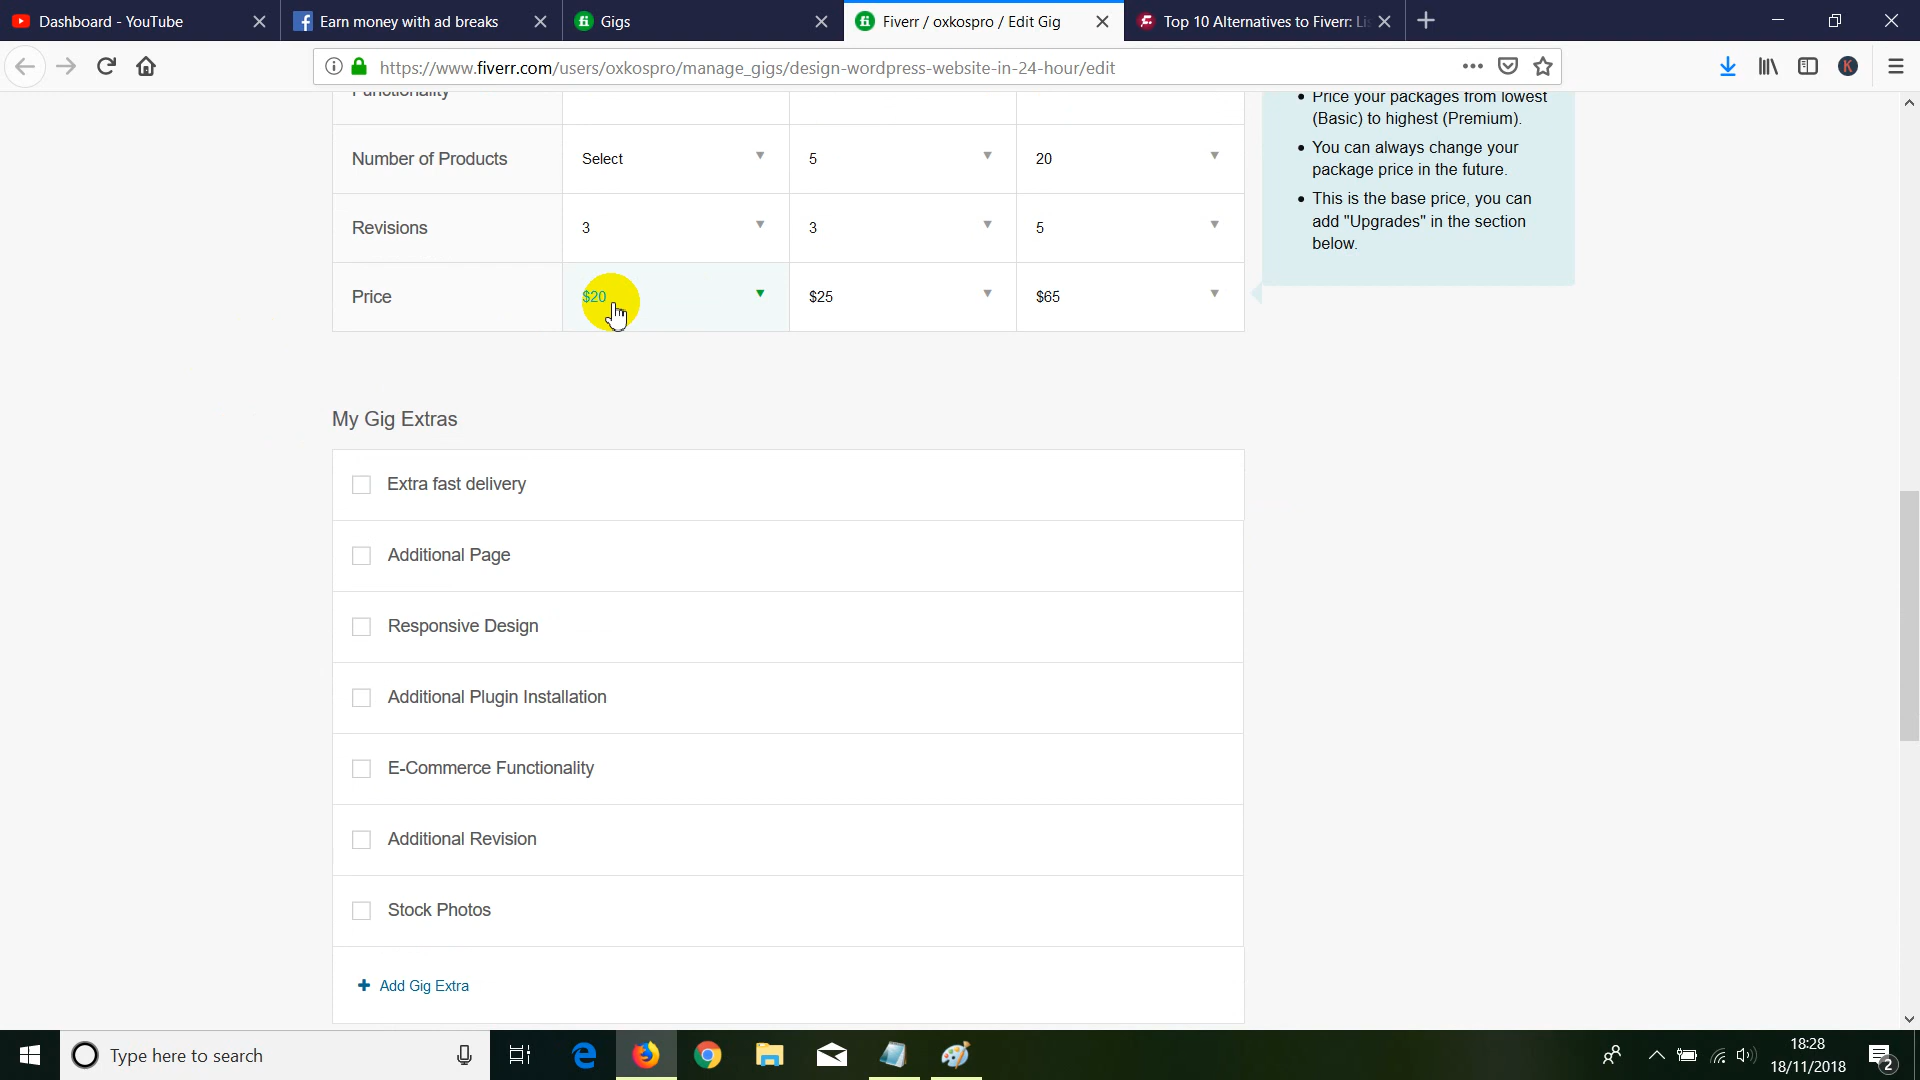 Dashboard - YouTube
Earn money with ad breaks
Gigs
Fiverr / oxkospro / Edit Gig
Top 10 Alternatives to Fiverr: Li
https://www.fiverr.com/users/oxkospro/manage_gigs/design-wordpress-website-in-24-hour/edit
K
Functionality
Number of Products
Select
5
20
Revisions
3
3
5
Price
$20
$25
$65
• Price your packages from lowest
(Basic) to highest (Premium).
• You can always change your
package price in the future.
• This is the base price, you can
add "Upgrades" in the section
below.
My Gig Extras
Extra fast delivery
Additional Page
Responsive Design
Additional Plugin Installation
E-Commerce Functionality
Additional Revision
Stock Photos
+ Add Gig Extra
Type here to search
18:28
18/11/2018
2